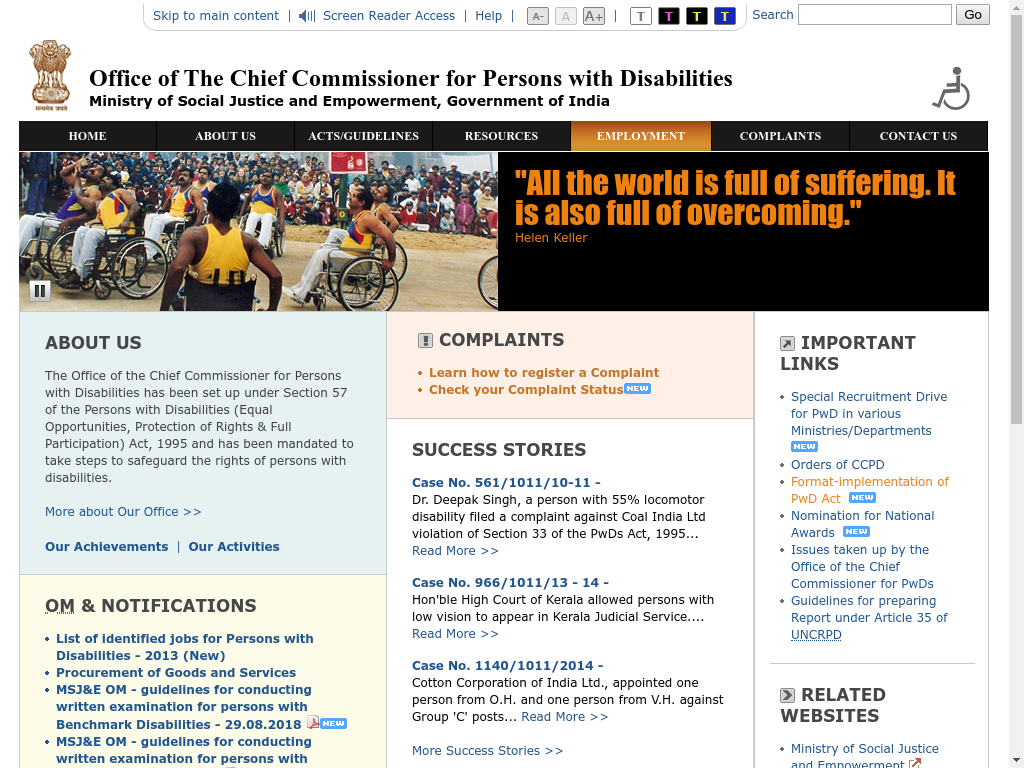 Skip to main content | Screen Reader Access | Help | A- A A+ | T T T T Search Go
Office of The Chief Commissioner for Persons with Disabilities
Ministry of Social Justice and Empowerment, Government of India
सत्यमेव जयते
HOME ABOUT US ACTS/GUIDELINES RESOURCES EMPLOYMENT COMPLAINTS CONTACT US
"All the world is full of suffering. It
is also full of overcoming."
Helen Keller
ABOUT US
The Office of the Chief Commissioner for Persons
with Disabilities has been set up under Section 57
of the Persons with Disabilities (Equal
Opportunities, Protection of Rights & Full
Participation) Act, 1995 and has been mandated to
take steps to safeguard the rights of persons with
disabilities.
More about Our Office >>
Our Achievements | Our Activities
OM & NOTIFICATIONS
List of identified jobs for Persons with
Disabilities - 2013 (New)
Procurement of Goods and Services
MSJ&E OM - guidelines for conducting
written examination for persons with
Benchmark Disabilities - 29.08.2018 NEW
MSJ&E OM - guidelines for conducting
written examination for persons with
COMPLAINTS
Learn how to register a Complaint
Check your Complaint Status NEW
SUCCESS STORIES
Case No. 561/1011/10-11 -
Dr. Deepak Singh, a person with 55% locomotor
disability filed a complaint against Coal India Ltd
violation of Section 33 of the PwDs Act, 1995...
Read More >>
Case No. 966/1011/13 - 14 -
Hon'ble High Court of Kerala allowed persons with
low vision to appear in Kerala Judicial Service....
Read More >>
Case No. 1140/1011/2014 -
Cotton Corporation of India Ltd., appointed one
person from O.H. and one person from V.H. against
Group 'C' posts... Read More >>
More Success Stories >>
IMPORTANT
LINKS
Special Recruitment Drive
for PwD in various
Ministries/Departments
NEW
Orders of CCPD
Format-implementation of
PwD Act NEW
Nomination for National
Awards NEW
Issues taken up by the
Office of the Chief
Commissioner for PwDs
Guidelines for preparing
Report under Article 35 of
UNCRPD
RELATED
WEBSITES
Ministry of Social Justice
and Empowerment